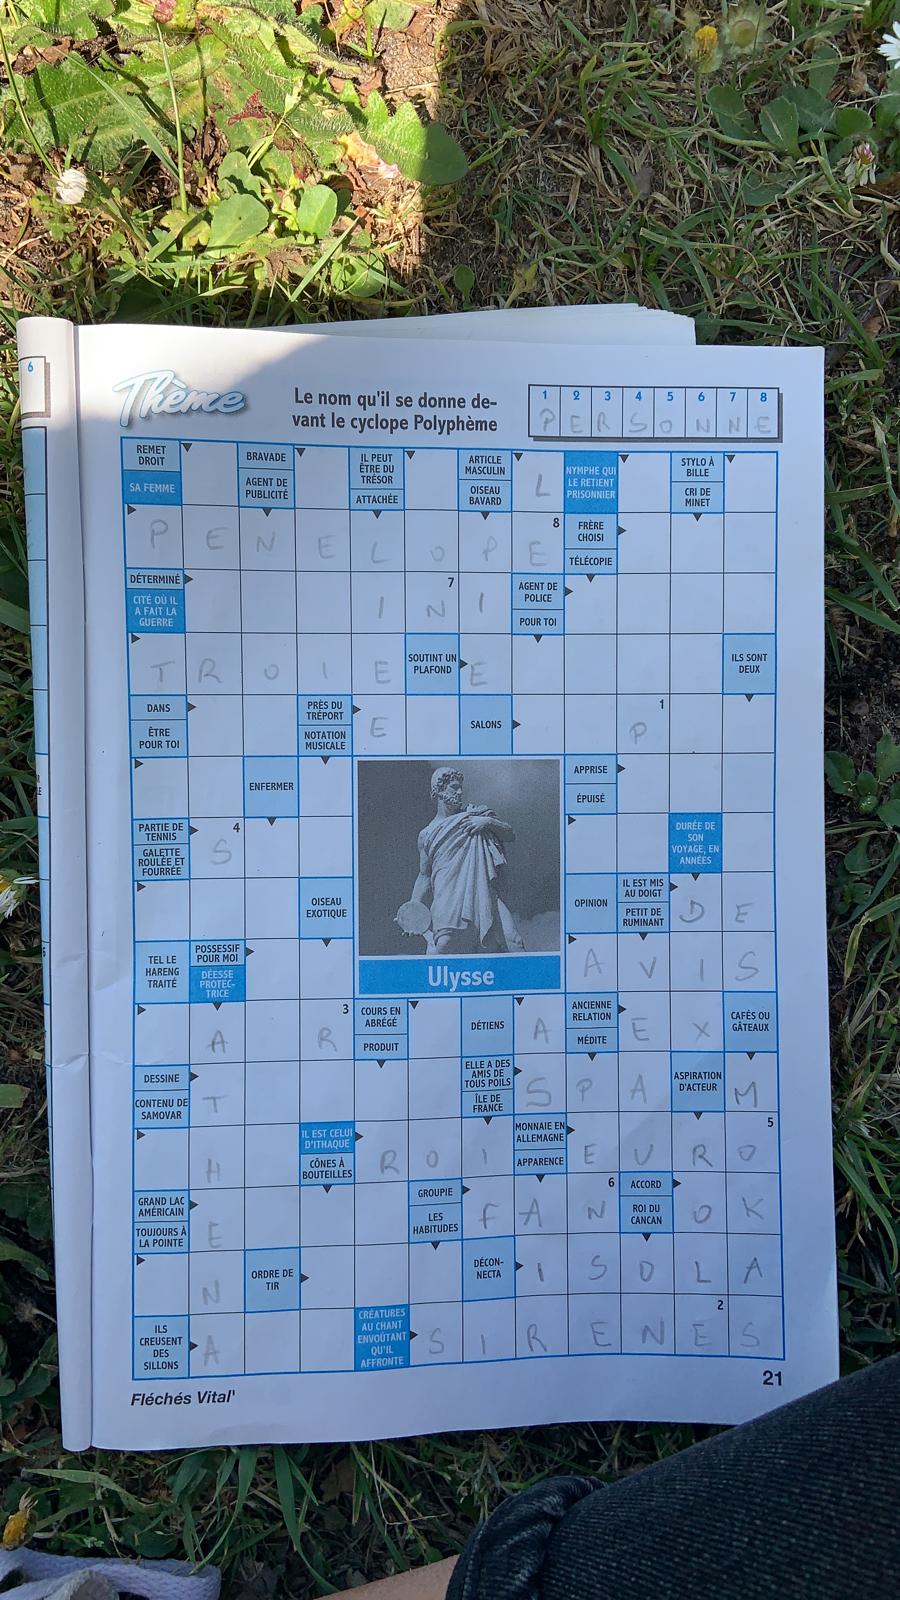 6
Thème
Le nom qu'il se donne de-
vant le cyclope Polyphème
1 2 3 4 5 6 7 8
P E R S O N N E
REMET DROIT
SA FEMME
BRAVADE
AGENT DE PUBLICITÉ
IL PEUT ÊTRE DU TRÉSOR
ATTACHÉE
ARTICLE MASCULIN
OISEAU BAVARD
L
NYMPHE QUI LE RETIENT PRISONNIER
STYLO À BILLE
CRI DE MINET
P E N E L O P E 8
FRÈRE CHOISI
TÉLÉCOPIE
DÉTERMINÉ
CITÉ OÙ IL A FAIT LA GUERRE
I N 7 I
AGENT DE POLICE
POUR TOI
T R O I E E
SOUTINT UN PLAFOND
E
ILS SONT DEUX
DANS
ÊTRE POUR TOI
PRÈS DU TRÉPORT
NOTATION MUSICALE
E
SALONS
P 1
ENFERMER
APPRISE
ÉPUISÉ
PARTIE DE TENNIS
GALETTE ROULÉE ET FOURRÉE
S 4
DURÉE DE SON VOYAGE, EN ANNÉES
OISEAU EXOTIQUE
OPINION
IL EST MIS AU DOIGT
PETIT DE RUMINANT
D E
TEL LE HARENG TRAITÉ
POSSESSIF POUR MOI
DÉESSE PROTEC-TRICE
Ulysse
A V I S
A R 3
COURS EN ABRÉGÉ
PRODUIT
DÉTIENS
A
ANCIENNE RELATION
MÉDITE
E X
CAFÉS OU GÂTEAUX
DESSINE
CONTENU DE SAMOVAR
T
ELLE A DES AMIS DE TOUS POILS
ÎLE DE FRANCE
S P A
ASPIRATION D'ACTEUR
M
H
IL EST CELUI D'ITHAQUE
CÔNES À BOUTEILLES
R O I
MONNAIE EN ALLEMAGNE
APPARENCE
E U R O 5
GRAND LAC AMÉRICAIN
TOUJOURS À LA POINTE
E
GROUPIE
LES HABITUDES
F A N 6
ACCORD
ROI DU CANCAN
O K
N
ORDRE DE TIR
DÉCON-NECTA
I S O L A
ILS CREUSENT DES SILLONS
A
CRÉATURES AU CHANT ENVOÛTANT QU'IL AFFRONTE
S I R E N E 2 S
Fléchés Vital'
21